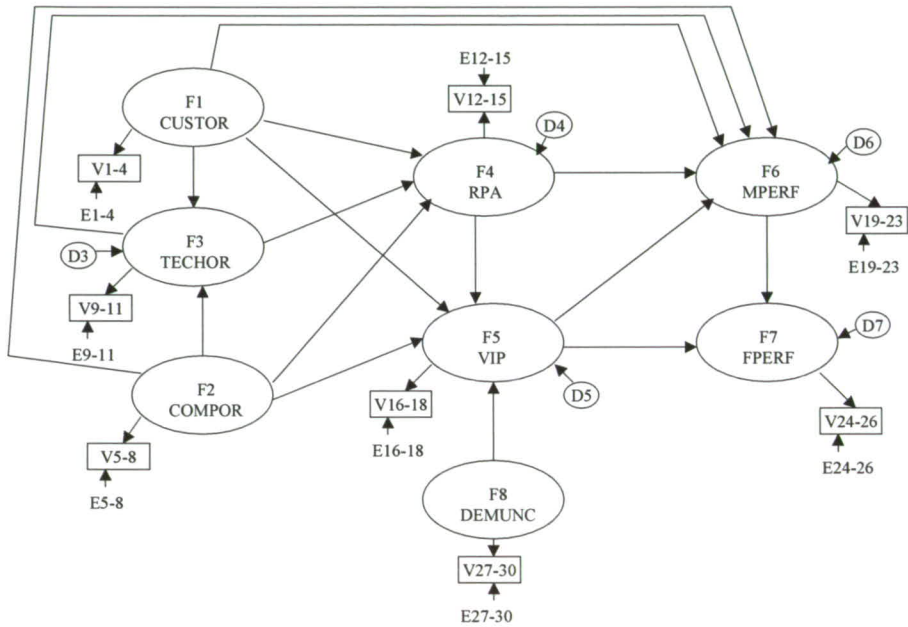 E12-15
V12-15
F1
CUSTOR
D4
F4
RPA
D6
F6
MPERF
V1-4
E1-4
V19-23
E19-23
F3
TECHOR
D3
V9-11
E9-11
F5
VIP
D5
F7
FPERF
D7
F2
COMPOR
V16-18
E16-18
V24-26
E24-26
V5-8
E5-8
F8
DEMUNC
V27-30
E27-30